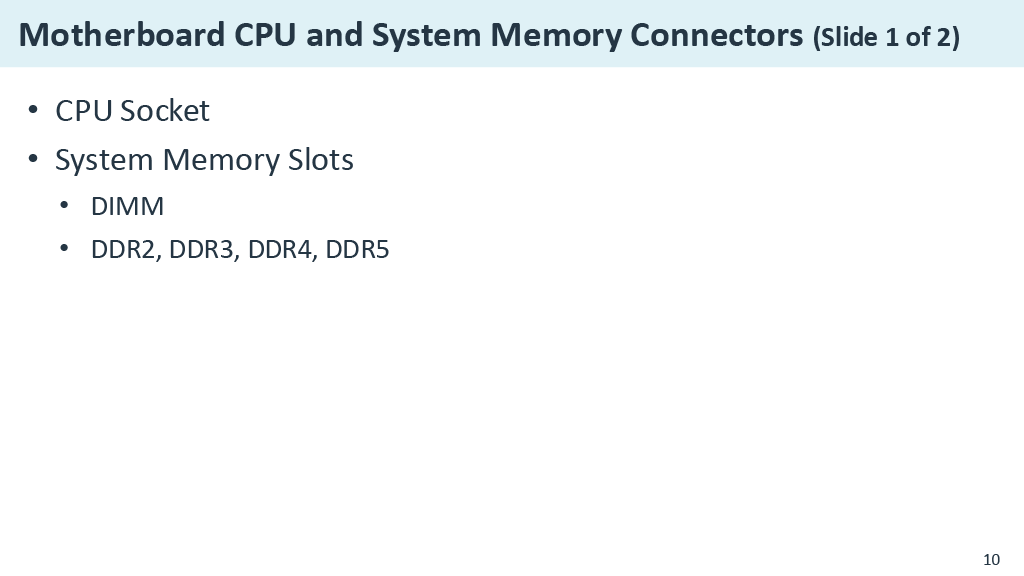 Motherboard CPU and System Memory Connectors (Slide 1 of 2)
• CPU Socket
• System Memory Slots
• DIMM
• DDR2, DDR3, DDR4, DDR5
10